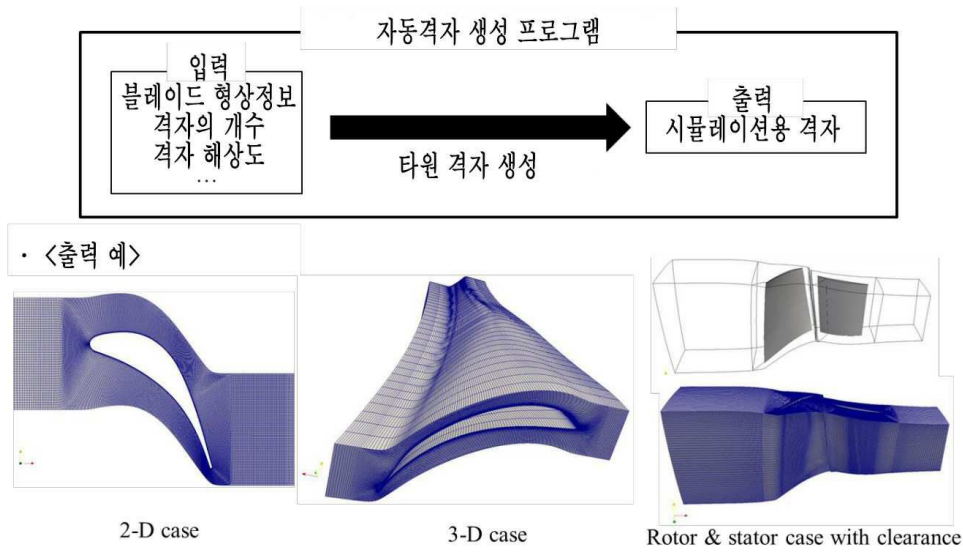 자동격자 생성 프로그램
입력
블레이드 형상정보
격자의 개수
격자 해상도
...
타원 격자 생성
출력
시뮬레이션용 격자
· <출력 예>
2-D case
3-D case
Rotor & stator case with clearance